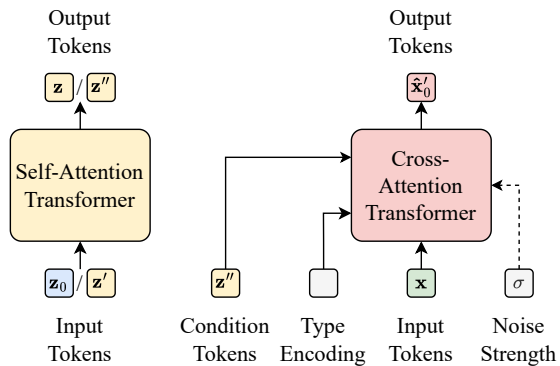 Output
Tokens
z / z''
Self-Attention
Transformer
z₀ / z'
Input
Tokens
Output
Tokens
x̂′₀
Cross-
Attention
Transformer
z''
x
σ
Condition
Tokens
Type
Encoding
Input
Tokens
Noise
Strength